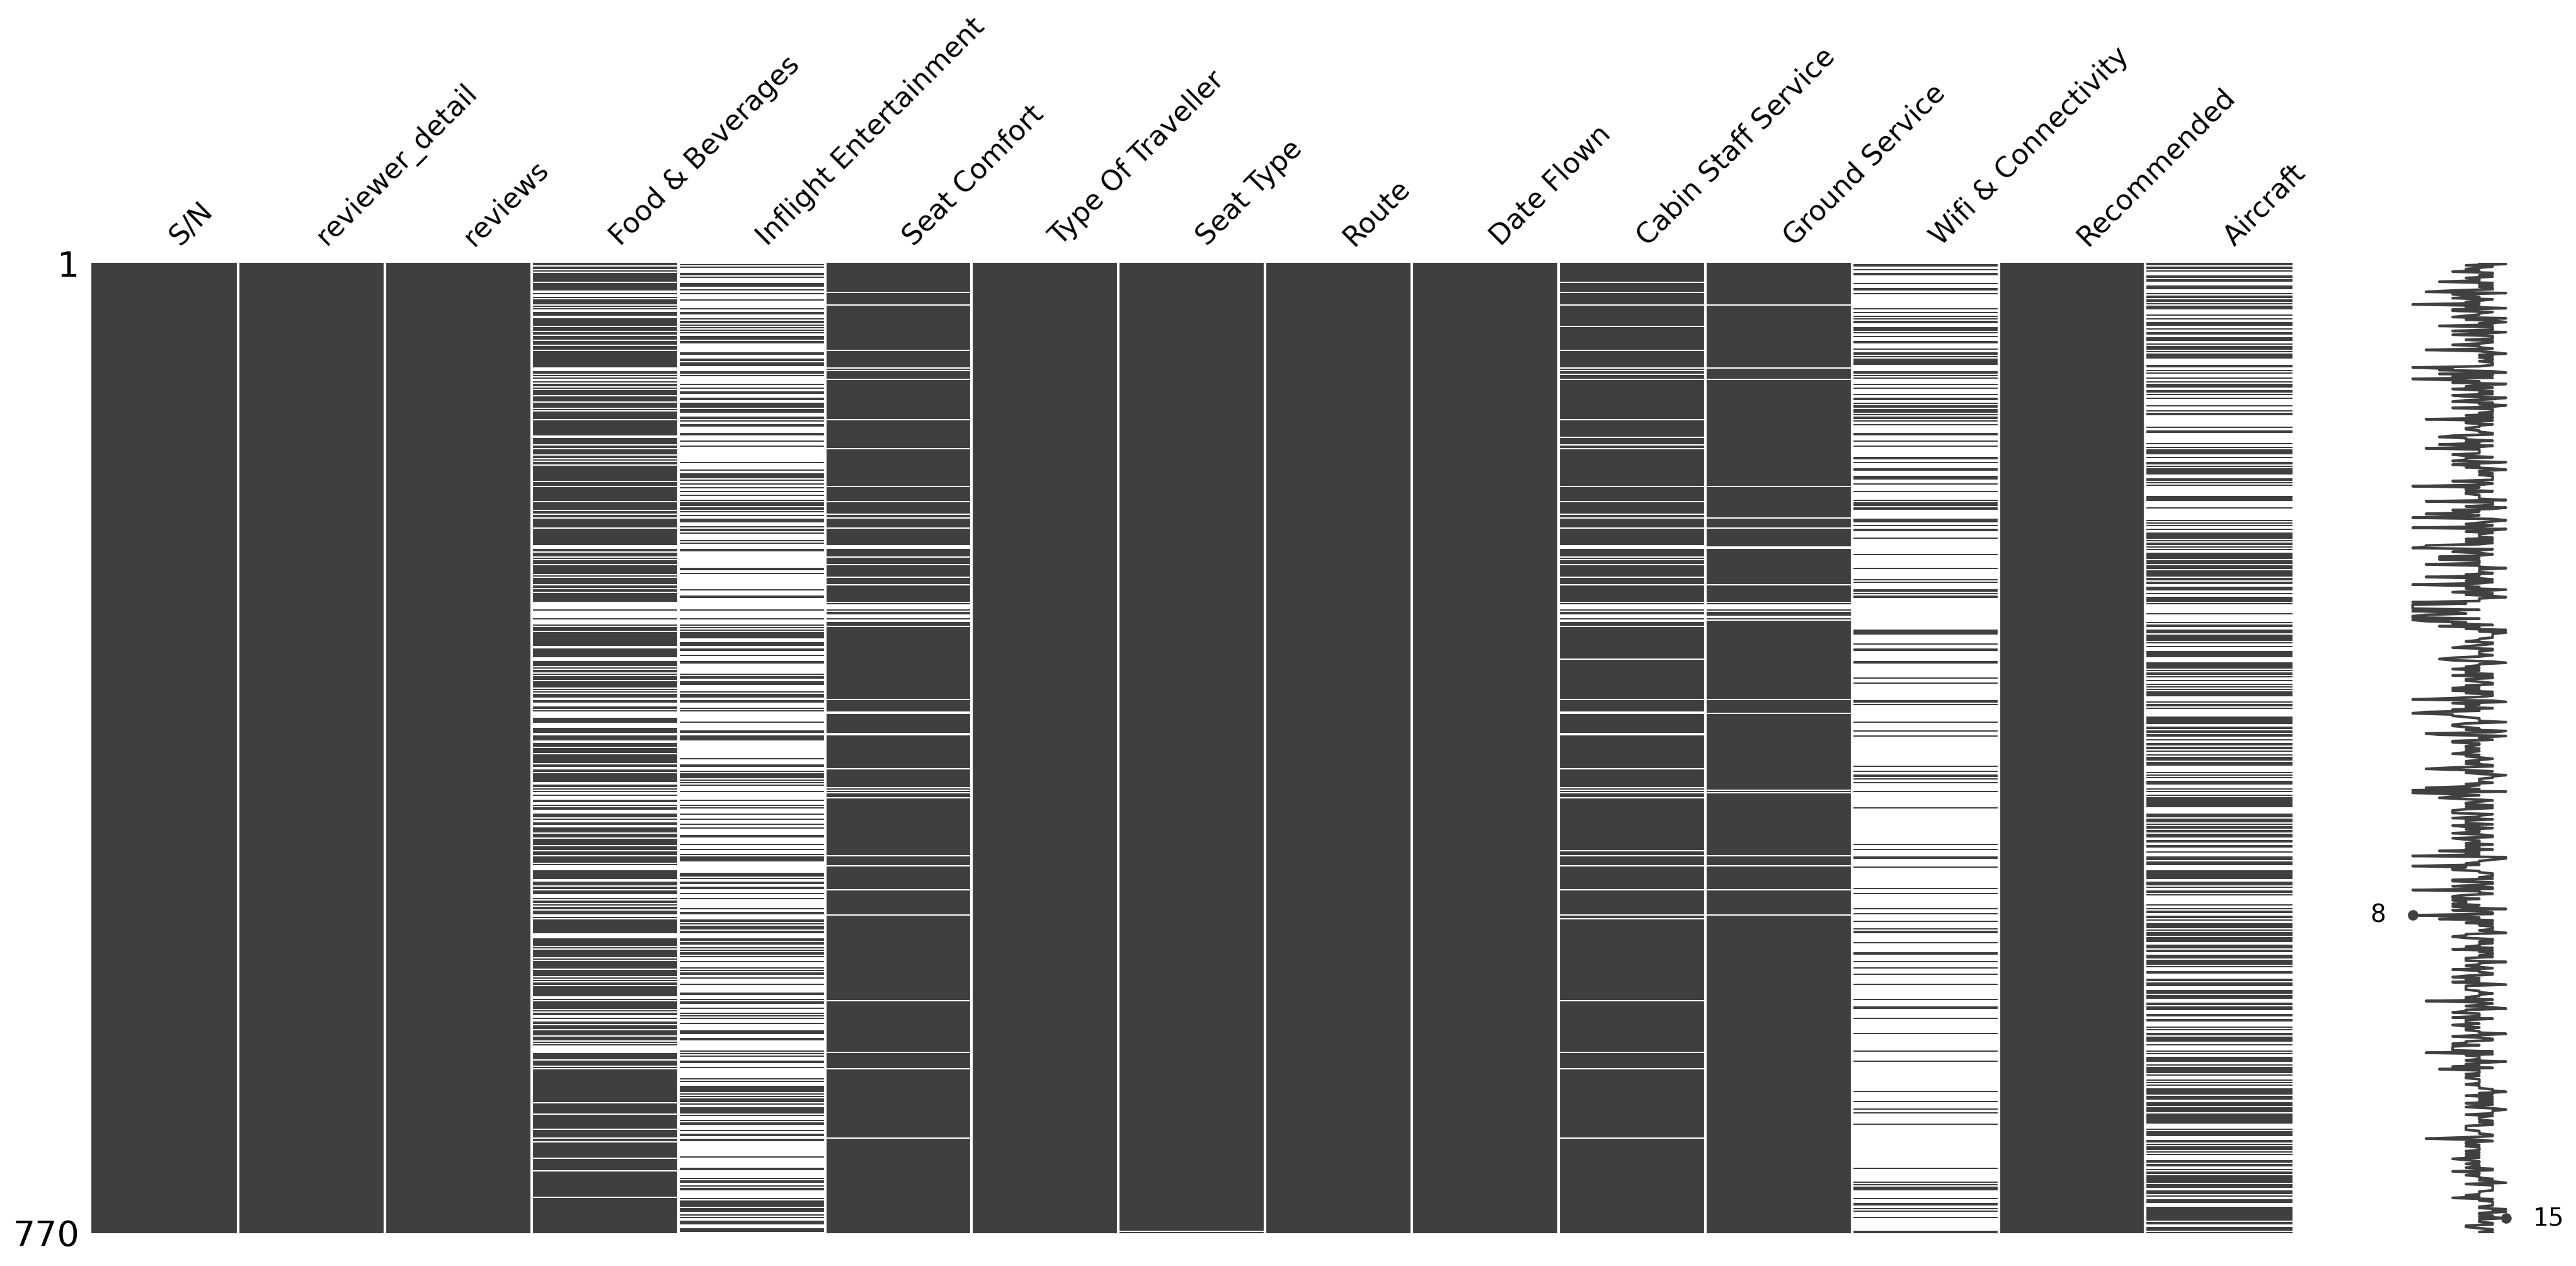 S/N
reviewer_detail
reviews
Food & Beverages
Inflight Entertainment
Seat Comfort
Type Of Traveller
Seat Type
Route
Date Flown
Cabin Staff Service
Ground Service
Wifi & Connectivity
Recommended
Aircraft
1
8
15
770